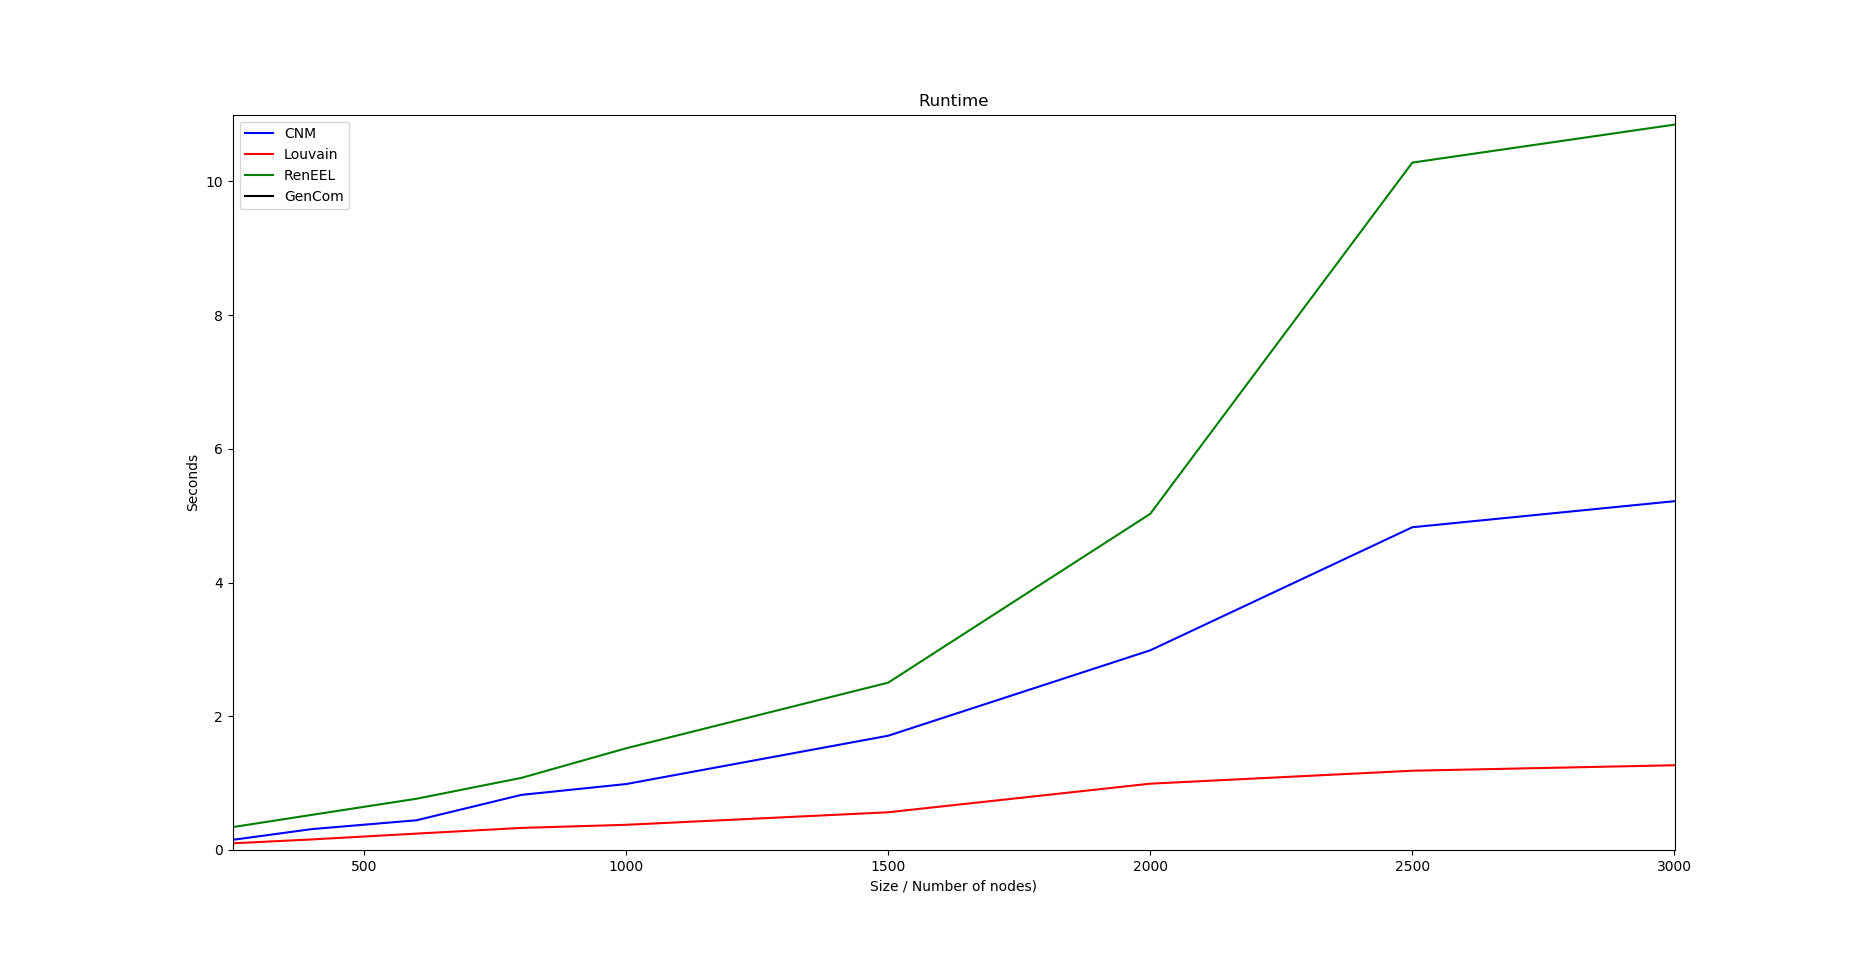 Runtime
CNM
Louvain
RenEEL
GenCom
10
8
6
4
2
0
Seconds
500
1000
1500
2000
2500
3000
Size / Number of nodes)